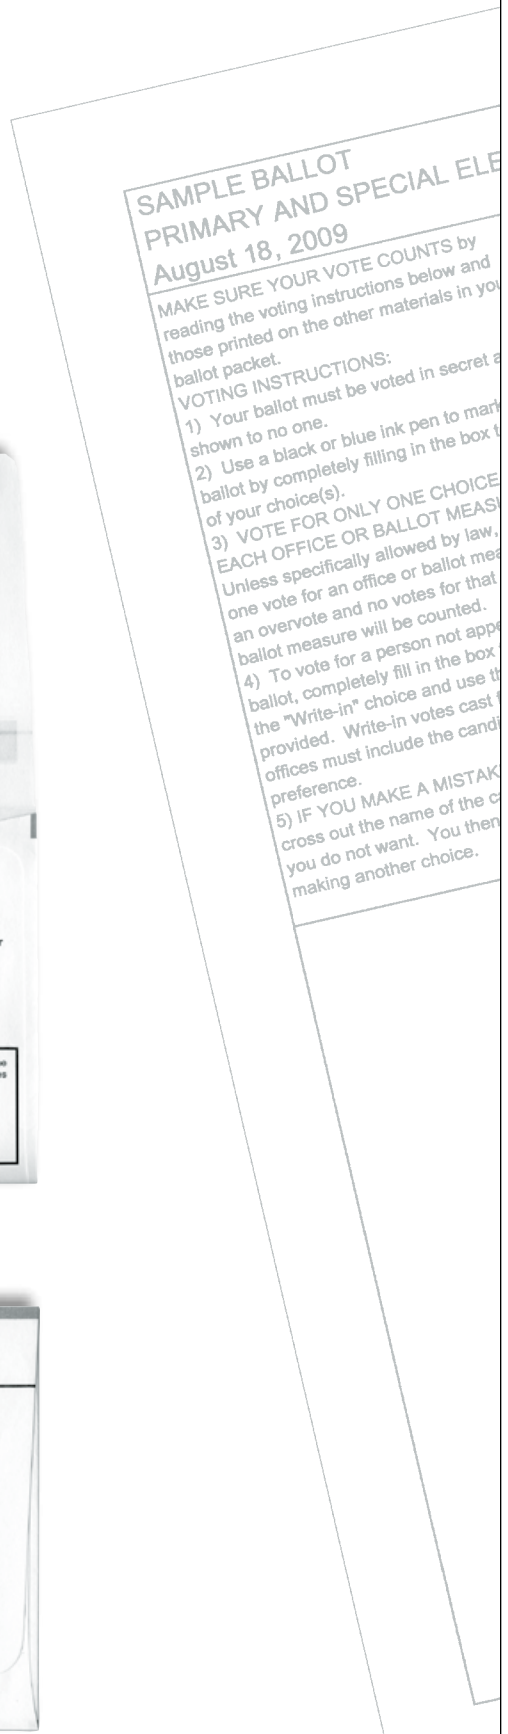 SAMPLE BALLOT
PRIMARY AND SPECIAL ELE
August 18, 2009
MAKE SURE YOUR VOTE COUNTS by
reading the voting instructions below and
those printed on the other materials in you
ballot packet.
VOTING INSTRUCTIONS:
1) Your ballot must be voted in secret a
shown to no one.
2) Use a black or blue ink pen to mark
ballot by completely filling in the box t
of your choice(s).
3) VOTE FOR ONLY ONE CHOICE
EACH OFFICE OR BALLOT MEAS
Unless specifically allowed by law,
one vote for an office or ballot mea
an overvote and no votes for that
ballot measure will be counted.
4) To vote for a person not appe
ballot, completely fill in the box
the "Write-in" choice and use th
provided. Write-in votes cast f
offices must include the candi
preference.
5) IF YOU MAKE A MISTAK
cross out the name of the ca
you do not want. You then
making another choice.